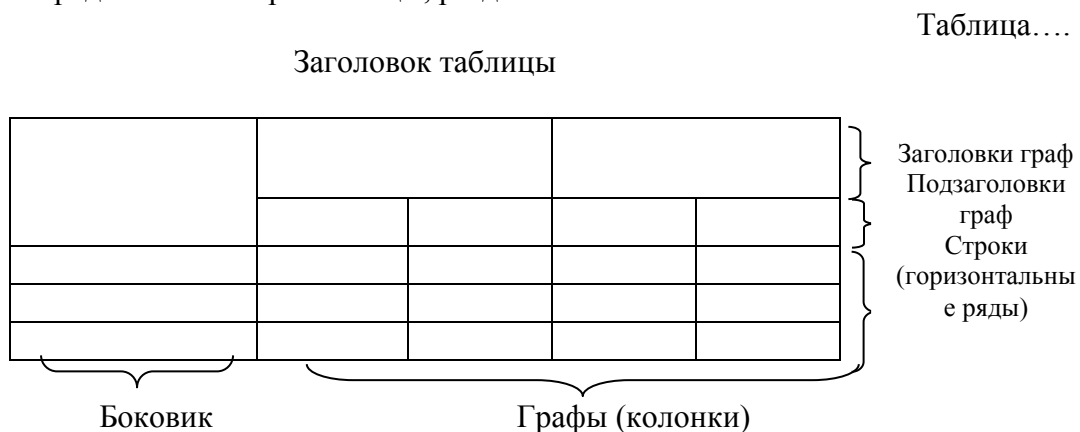 Таблица….
Заголовок таблицы
Заголовки граф
Подзаголовки
граф
Строки
(горизонтальны
е ряды)
Боковик
Графы (колонки)